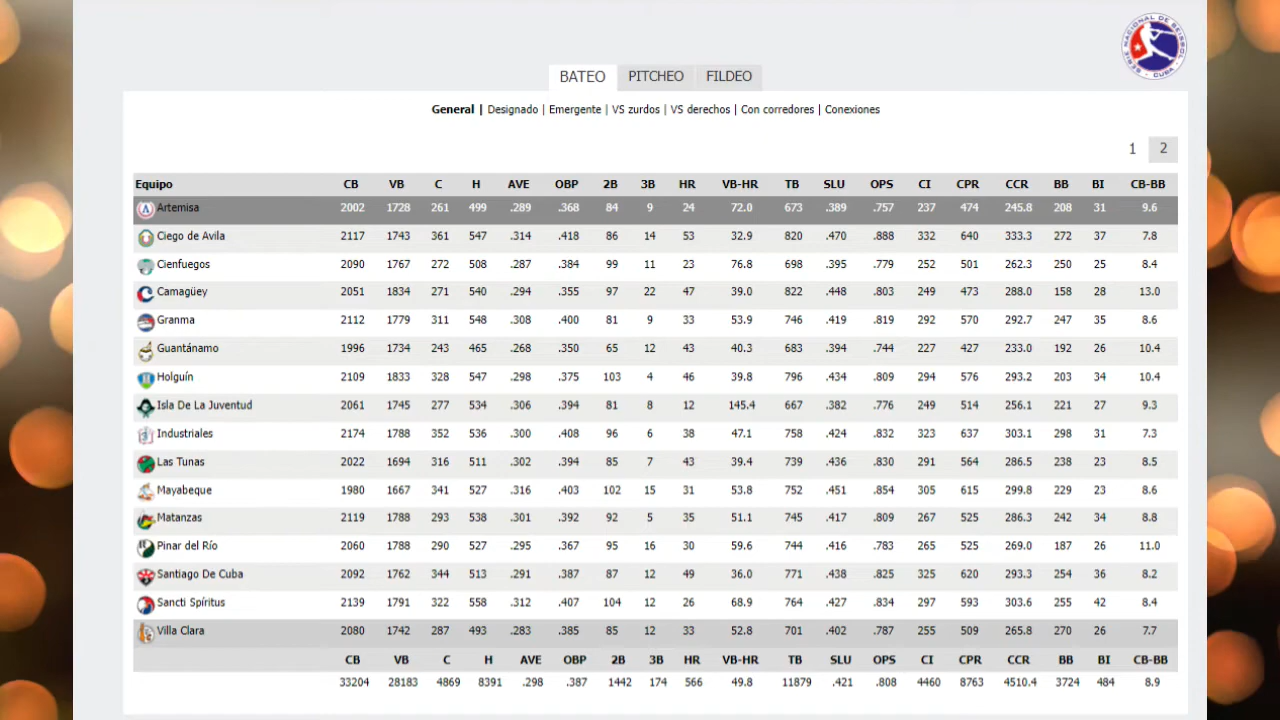 SERIE NACIONAL DE BEISBOL
CUBA
BATEO PITCHEO FILDEO
General | Designado | Emergente | VS zurdos | VS derechos | Con corredores | Conexiones
1 2
Equipo CB VB C H AVE OBP 2B 3B HR VB-HR TB SLU OPS CI CPR CCR BB BI CB-BB
Artemisa 2002 1728 261 499 .289 .368 84 9 24 72.0 673 .389 .757 237 474 245.8 208 31 9.6
Ciego de Avila 2117 1743 361 547 .314 .418 86 14 53 32.9 820 .470 .888 332 640 333.3 272 37 7.8
Cienfuegos 2090 1767 272 508 .287 .384 99 11 23 76.8 698 .395 .779 252 501 262.3 250 25 8.4
Camagüey 2051 1834 271 540 .294 .355 97 22 47 39.0 822 .448 .803 249 473 288.0 158 28 13.0
Granma 2112 1779 311 548 .308 .400 81 9 33 53.9 746 .419 .819 292 570 292.7 247 35 8.6
Guantánamo 1996 1734 243 465 .268 .350 65 12 43 40.3 683 .394 .744 227 427 233.0 192 26 10.4
Holguín 2109 1833 328 547 .298 .375 103 4 46 39.8 796 .434 .809 294 576 293.2 203 34 10.4
Isla De La Juventud 2061 1745 277 534 .306 .394 81 8 12 145.4 667 .382 .776 249 514 256.1 221 27 9.3
Industriales 2174 1788 352 536 .300 .408 96 6 38 47.1 758 .424 .832 323 637 303.1 298 31 7.3
Las Tunas 2022 1694 316 511 .302 .394 85 7 43 39.4 739 .436 .830 291 564 286.5 238 23 8.5
Mayabeque 1980 1667 341 527 .316 .403 102 15 31 53.8 752 .451 .854 305 615 299.8 229 23 8.6
Matanzas 2119 1788 293 538 .301 .392 92 5 35 51.1 745 .417 .809 267 525 286.3 242 34 8.8
Pinar del Río 2060 1788 290 527 .295 .367 95 16 30 59.6 744 .416 .783 265 525 269.0 187 26 11.0
Santiago De Cuba 2092 1762 344 513 .291 .387 87 12 49 36.0 771 .438 .825 325 620 293.3 254 36 8.2
Sancti Spíritus 2139 1791 322 558 .312 .407 104 12 26 68.9 764 .427 .834 297 593 303.6 255 42 8.4
Villa Clara 2080 1742 287 493 .283 .385 85 12 33 52.8 701 .402 .787 255 509 265.8 270 26 7.7
CB VB C H AVE OBP 2B 3B HR VB-HR TB SLU OPS CI CPR CCR BB BI CB-BB
33204 28183 4869 8391 .298 .387 1442 174 566 49.8 11879 .421 .808 4460 8763 4510.4 3724 484 8.9